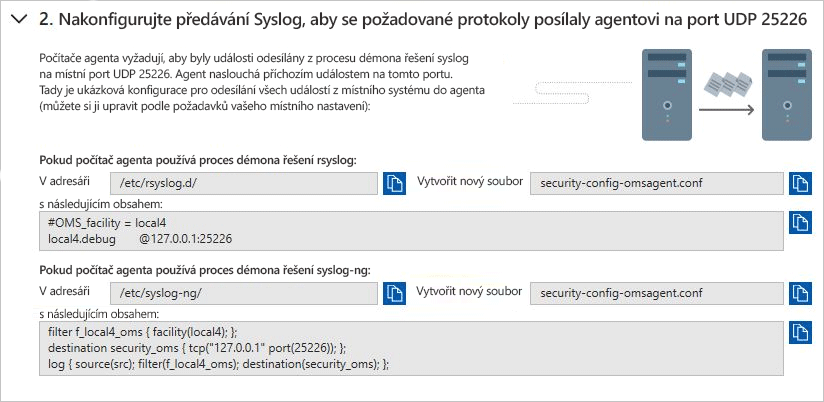 2. Nakonfigurujte předávání Syslog, aby se požadované protokoly posílaly agentovi na port UDP 25226
Počítače agenta vyžadují, aby byly události odesílány z procesu démona řešení syslog
na místní port UDP 25226. Agent naslouchá příchozím událostem na tomto portu.
Tady je ukázková konfigurace pro odesílání všech událostí z místního systému do agenta
(můžete si ji upravit podle požadavků vašeho místního nastavení):
Pokud počítač agenta používá proces démona řešení rsyslog:
V adresáři /etc/rsyslog.d/ Vytvořit nový soubor security-config-omsagent.conf
s následujícím obsahem:
#OMS_facility = local4
local4.debug @127.0.0.1:25226
Pokud počítač agenta používá proces démona řešení syslog-ng:
V adresáři /etc/syslog-ng/ Vytvořit nový soubor security-config-omsagent.conf
s následujícím obsahem:
filter f_local4_oms { facility(local4); };
destination security_oms { tcp("127.0.0.1" port(25226)); };
log { source(src); filter(f_local4_oms); destination(security_oms); };